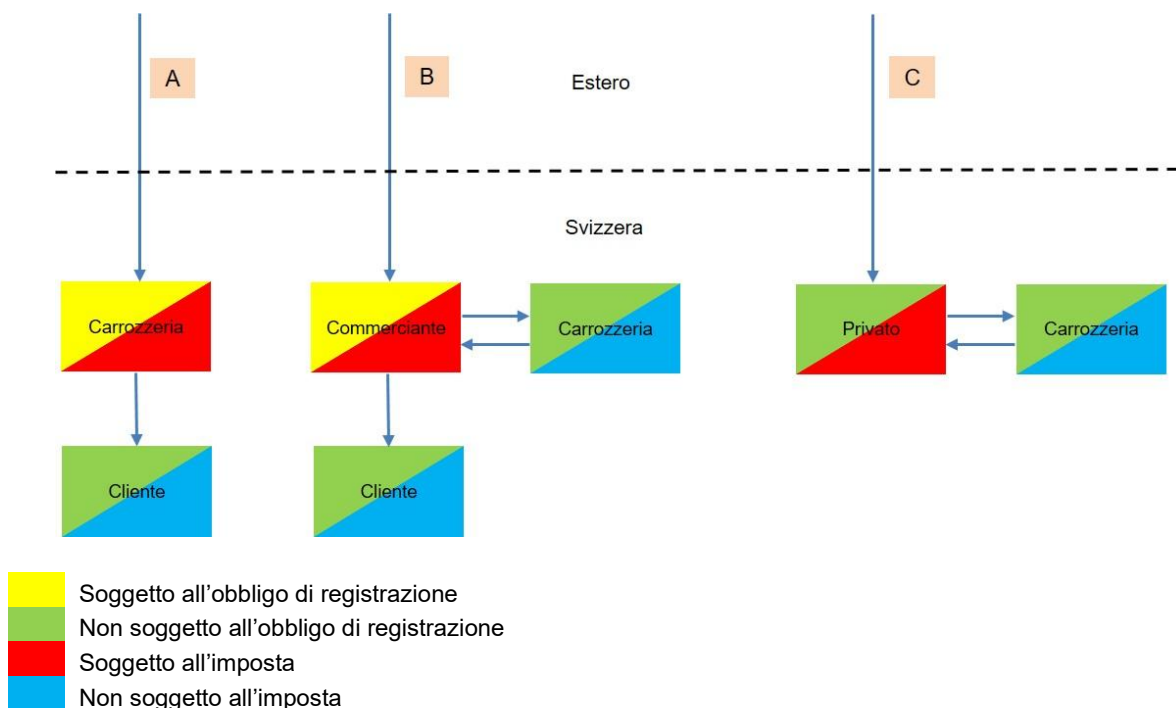 A
B
Estero
C
Svizzera
Carrozzeria
Commerciante
Carrozzeria
Privato
Carrozzeria
Cliente
Cliente
Soggetto all'obbligo di registrazione
Non soggetto all'obbligo di registrazione
Soggetto all'imposta
Non soggetto all'imposta